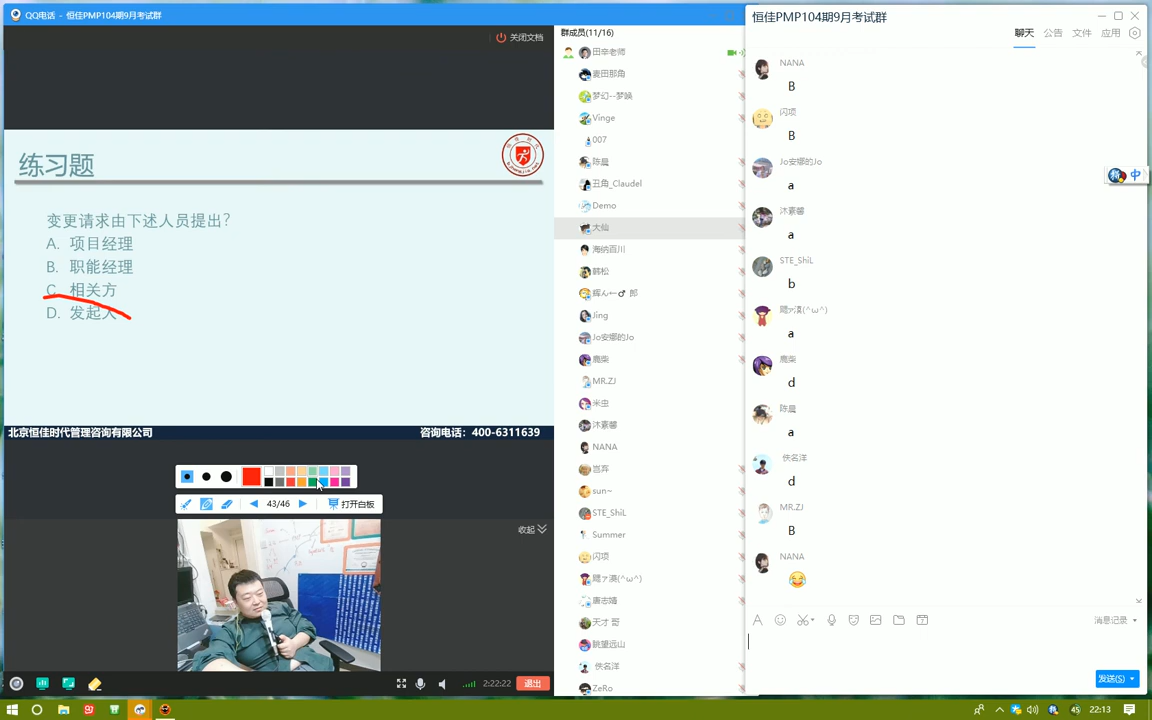 QQ电话 - 恒佳PMP104期9月考试群
关闭文档
练习题
变更请求由下述人员提出?
A. 项目经理
B. 职能经理
C. 相关方
D. 发起人
北京恒佳时代管理咨询有限公司
咨询电话：400-6311639
43/46
打开白板
收起
2:22:22
退出
群成员(11/16)
田辛老师
麦田那角
梦幻--梦唤
Vinge
007
陈晨
丑角_Claudel
Demo
大仙
海纳百川
韩松
辉ん←♂ 郎
Jing
Jo安娜的Jo
鹿柴
MR.ZJ
米虫
沐素馨
NANA
岂弃
sun~
STE_ShiL
Summer
闪项
唐志嬉
天才 哥
眺望远山
佚名洋
ZeRo
恒佳PMP104期9月考试群
聊天
公告
文件
应用
NANA
B
闪项
B
Jo安娜的Jo
a
沐素馨
a
STE_ShiL
b
a
鹿柴
d
陈晨
a
佚名洋
d
MR.ZJ
B
NANA
消息记录
发送(S)
中
45
22:13